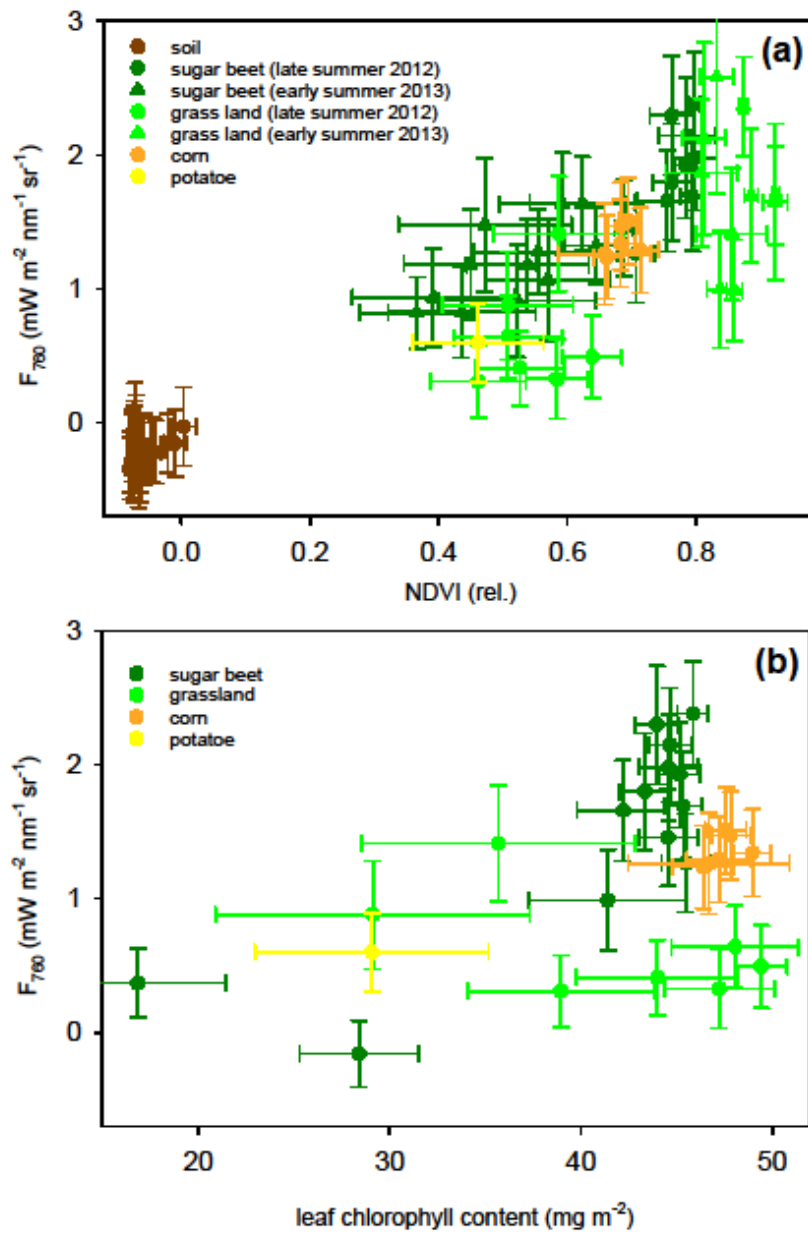 3
(a)
soil
sugar beet (late summer 2012)
sugar beet (early summer 2013)
grass land (late summer 2012)
grass land (early summer 2013)
corn
potatoe
2
1
0
F760 (mW m-2 nm-1 sr-1)
0.0 0.2 0.4 0.6 0.8
NDVI (rel.)
3
(b)
sugar beet
grassland
corn
potatoe
2
1
0
F760 (mW m-2 nm-1 sr-1)
20 30 40 50
leaf chlorophyll content (mg m-2)